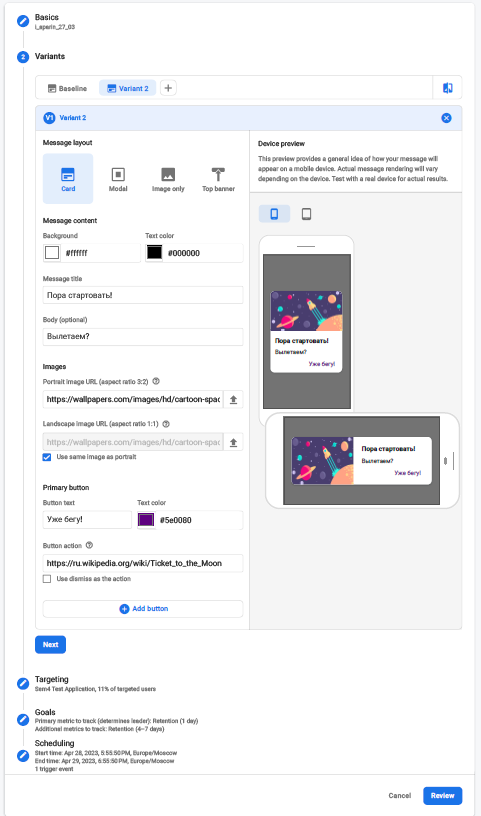 Basics
i_aparin_27_03
2 Variants
Baseline Variant 2
V1 Variant 2
Message layout
Card Modal Image only Top banner
Message content
Background Text color
#ffffff #000000
Message title
Пора стартовать!
Body (optional)
Вылетаем?
Images
Portrait image URL (aspect ratio 3:2)
https://wallpapers.com/images/hd/cartoon-spac
Landscape image URL (aspect ratio 1:1)
https://wallpapers.com/images/hd/cartoon-spac
Use same image as portrait
Primary button
Button text Text color
Уже бегу! #5e0080
Button action
https://ru.wikipedia.org/wiki/Ticket_to_the_Moon
Use dismiss as the action
Add button
Device preview
This preview provides a general idea of how your message will
appear on a mobile device. Actual message rendering will vary
depending on the device. Test with a real device for actual results.
Пора стартовать!
Вылетаем?
Уже бегу!
Пора стартовать!
Вылетаем?
Уже бегу!
Next
Targeting
Sem4 Test Application, 11% of targeted users
Goals
Primary metric to track (determines leader): Retention (1 day)
Additional metrics to track: Retention (4–7 days)
Scheduling
Start time: Apr 28, 2023, 5:55:50 PM, Europe/Moscow
End time: Apr 29, 2023, 6:55:50 PM, Europe/Moscow
1 trigger event
Cancel Review